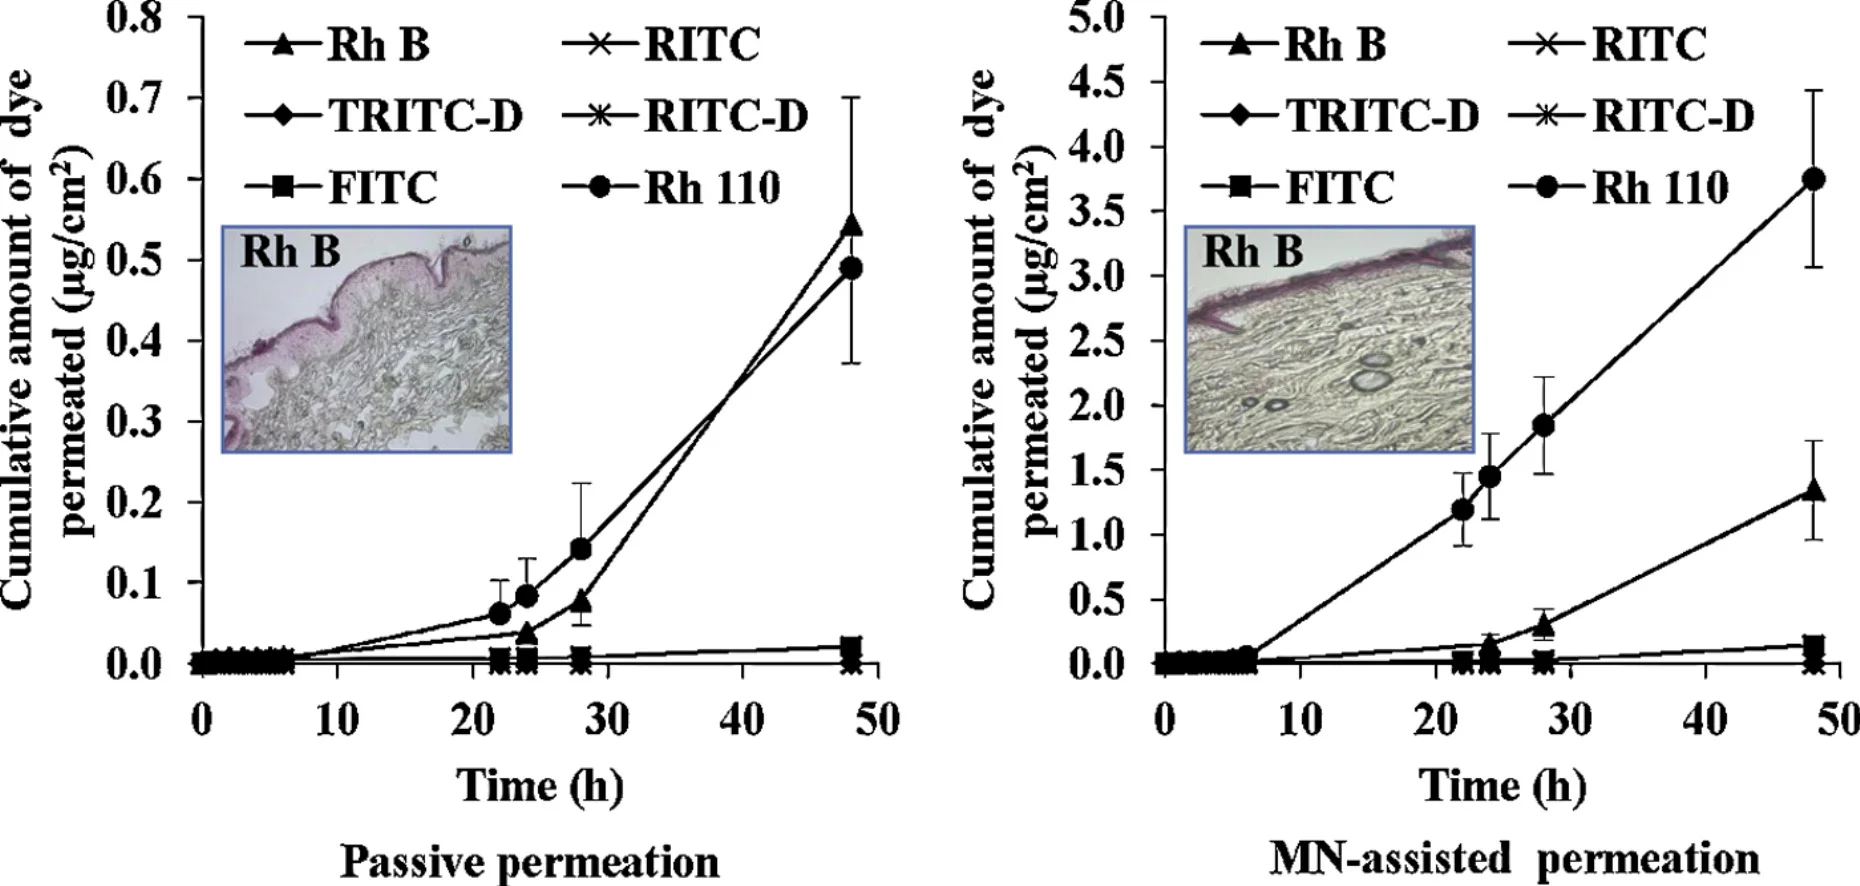 Cumulative amount of dye
permeated (µg/cm²)
0.8
0.7
0.6
0.5
0.4
0.3
0.2
0.1
0.0
Rh B
RITC
TRITC-D
RITC-D
FITC
Rh 110
Rh B
0 10 20 30 40 50
Time (h)
Passive permeation
Cumulative amount of dye
permeated (µg/cm²)
5.0
4.5
4.0
3.5
3.0
2.5
2.0
1.5
1.0
0.5
0.0
Rh B
RITC
TRITC-D
RITC-D
FITC
Rh 110
Rh B
0 10 20 30 40 50
Time (h)
MN-assisted permeation